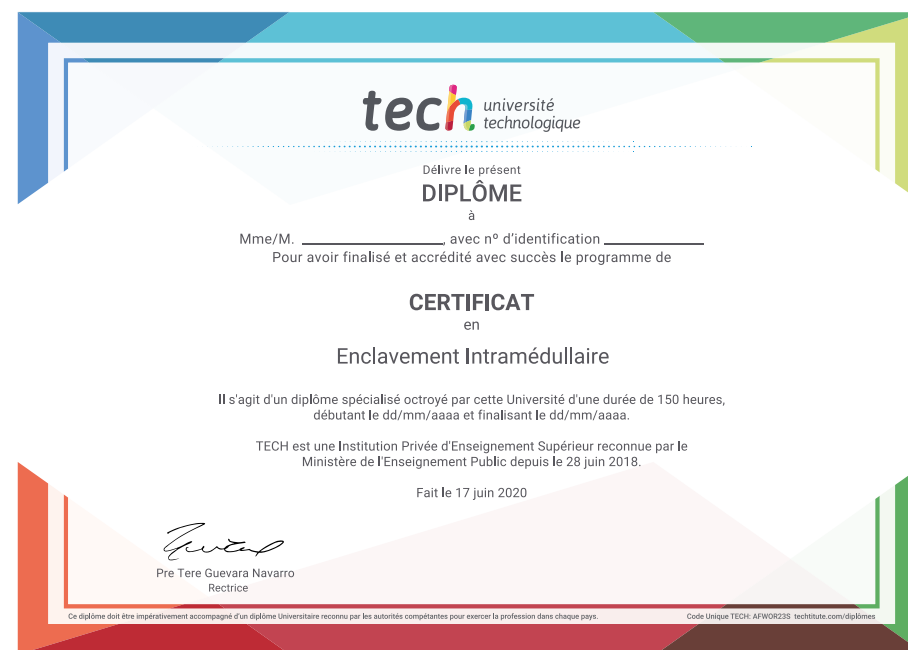 tech université
technologique
Délivre le présent
DIPLÔME
à
Mme/M. ____________________, avec nº d'identification ______________
Pour avoir finalisé et accrédité avec succès le programme de
CERTIFICAT
en
Enclavement Intramédullaire
Il s'agit d'un diplôme spécialisé octroyé par cette Université d'une durée de 150 heures,
débutant le dd/mm/aaaa et finalisant le dd/mm/aaaa.
TECH est une Institution Privée d'Enseignement Supérieur reconnue par le
Ministère de l'Enseignement Public depuis le 28 juin 2018.
Fait le 17 juin 2020
Pre Tere Guevara Navarro
Rectrice
Ce diplôme doit être impérativement accompagné d'un diplôme Universitaire reconnu par les autorités compétantes pour exercer la profession dans chaque pays.
Code Unique TECH: AFWOR23S techtitute.com/diplômes